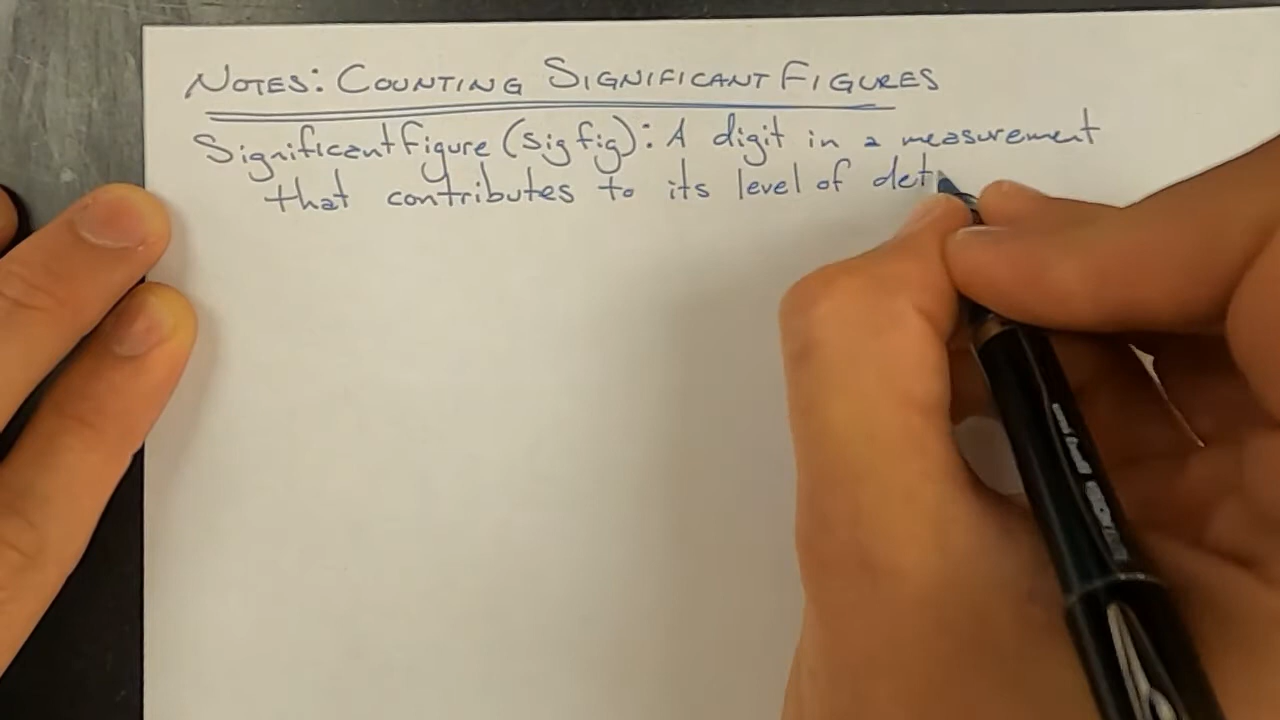 NOTES: COUNTING SIGNIFICANT FIGURES
Significant Figure (sig fig): A digit in a measurement
that contributes to its level of det